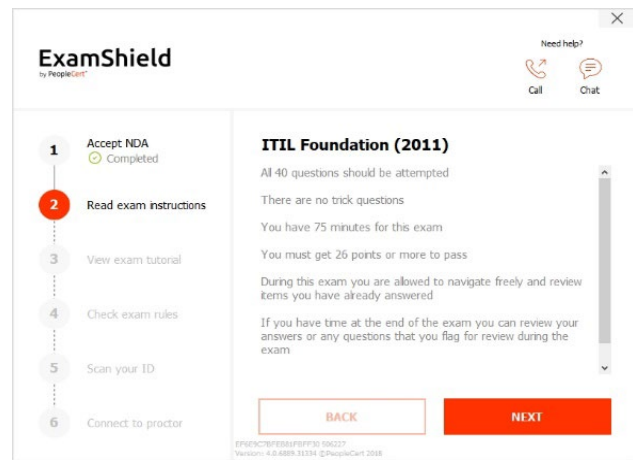 Need help?
ExamShield
by PeopleCert
Call
Chat
1
Accept NDA
Completed
2
Read exam instructions
3
View exam tutorial
4
Check exam rules
5
Scan your ID
6
Connect to proctor
ITIL Foundation (2011)
All 40 questions should be attempted
There are no trick questions
You have 75 minutes for this exam
You must get 26 points or more to pass
During this exam you are allowed to navigate freely and review
items you have already answered
If you have time at the end of the exam you can review your
answers or any questions that you flag for review during the
exam
BACK
NEXT
©PeopleCert 2018